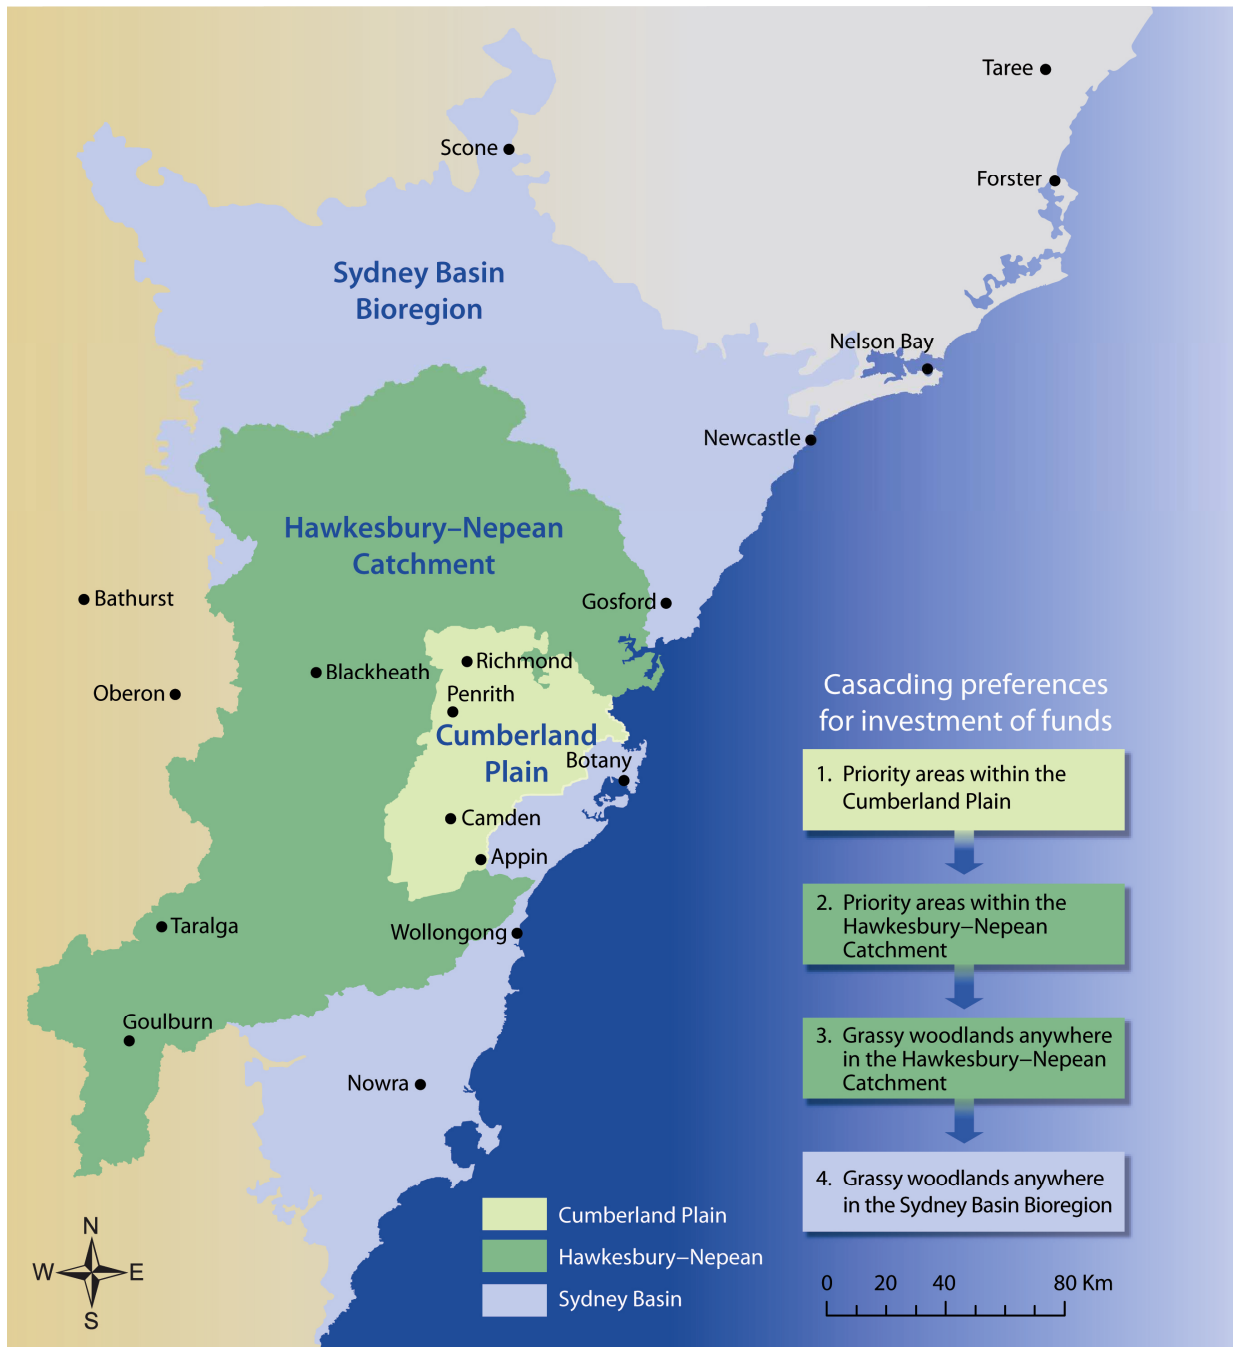 Taree
Scone
Forster
Sydney Basin
Bioregion
Nelson Bay
Newcastle
Hawkesbury–Nepean
Catchment
Bathurst
Gosford
Blackheath
Richmond
Oberon
Penrith
Cumberland
Plain
Botany
Camden
Appin
Taralga
Wollongong
Goulburn
Nowra
Casacding preferences
for investment of funds
1. Priority areas within the
Cumberland Plain
2. Priority areas within the
Hawkesbury–Nepean
Catchment
3. Grassy woodlands anywhere
in the Hawkesbury–Nepean
Catchment
4. Grassy woodlands anywhere
in the Sydney Basin Bioregion
Cumberland Plain
Hawkesbury–Nepean
Sydney Basin
N
W E
S
0 20 40 80 Km